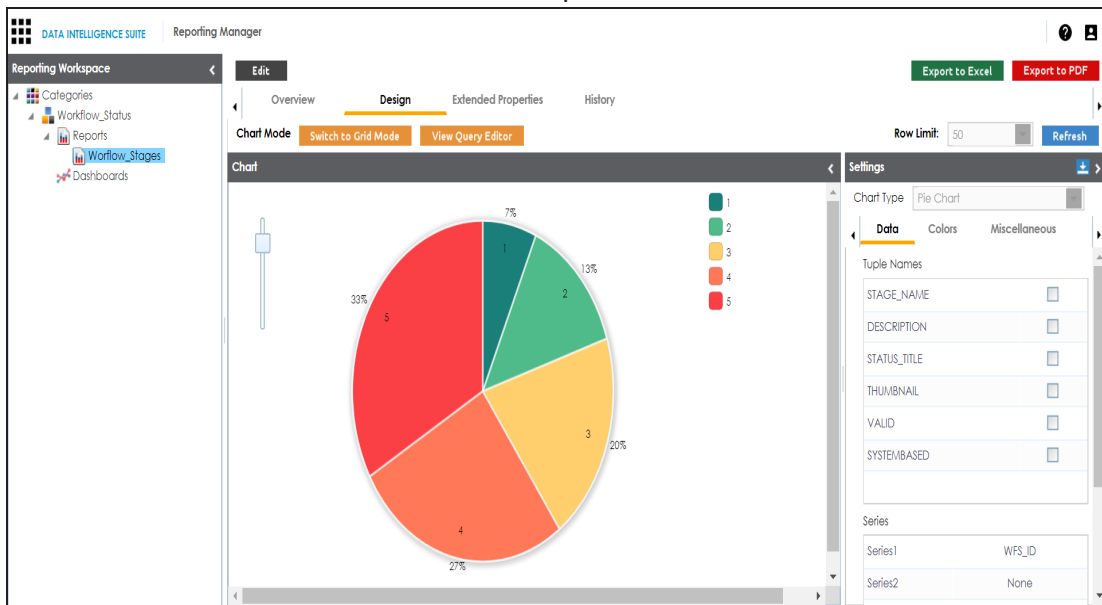 DATA INTELLIGENCE SUITE Reporting Manager
Reporting Workspace
Edit
Export to Excel
Export to PDF
Categories
Workflow_Status
Reports
Worflow_Stages
Dashboards
Overview Design Extended Properties History
Chart Mode Switch to Grid Mode View Query Editor
Row Limit: 50 Refresh
Chart
7%
1
13%
2
33%
5
3
20%
4
27%
1
2
3
4
5
Settings
Chart Type Pie Chart
Data Colors Miscellaneous
Tuple Names
STAGE_NAME
DESCRIPTION
STATUS_TITLE
THUMBNAIL
VALID
SYSTEMBASED
Series
Series1 WFS_ID
Series2 None